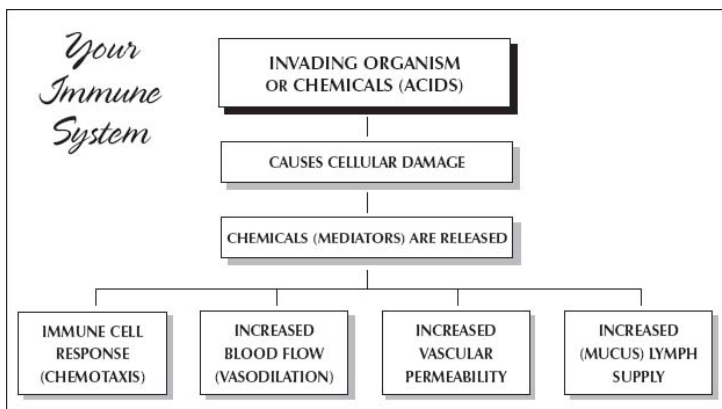 Your
Immune
System
INVADING ORGANISM
OR CHEMICALS (ACIDS)
CAUSES CELLULAR DAMAGE
CHEMICALS (MEDIATORS) ARE RELEASED
IMMUNE CELL
RESPONSE
(CHEMOTAXIS)
INCREASED
BLOOD FLOW
(VASODILATION)
INCREASED
VASCULAR
PERMEABILITY
INCREASED
(MUCUS) LYMPH
SUPPLY